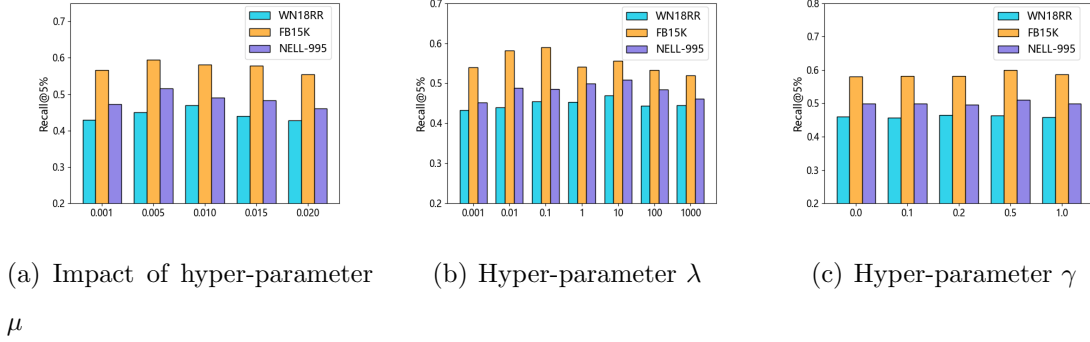 WN18RR
FB15K
NELL-995
Recall@5%
0.7
0.6
0.5
0.4
0.3
0.2
0.001 0.005 0.010 0.015 0.020
(a) Impact of hyper-parameter
μ
WN18RR
FB15K
NELL-995
Recall@5%
0.7
0.6
0.5
0.4
0.3
0.2
0.001 0.01 0.1 1 10 100 1000
(b) Hyper-parameter λ
WN18RR
FB15K
NELL-995
Recall@5%
0.8
0.7
0.6
0.5
0.4
0.3
0.2
0.0 0.1 0.2 0.5 1.0
(c) Hyper-parameter γ